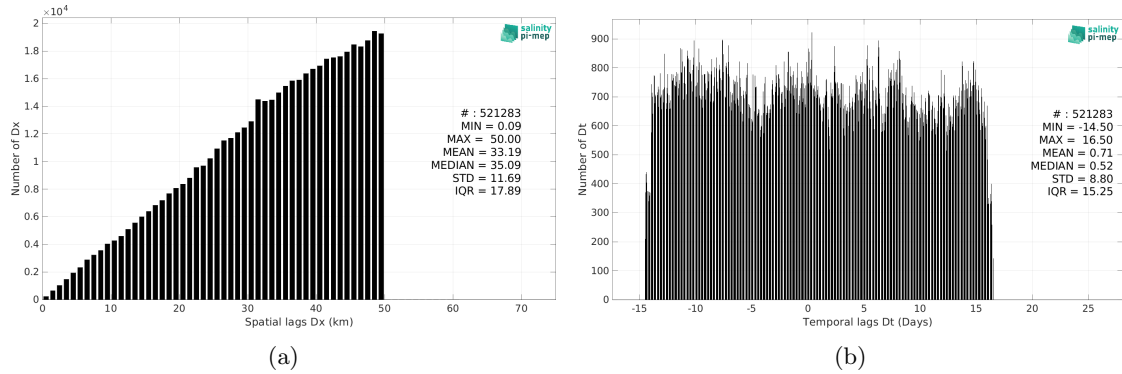 ×10⁴
2
1.8
1.6
1.4
1.2
1
0.8
0.6
0.4
0.2
0
Number of Dx
0 10 20 30 40 50 60 70
Spatial lags Dx (km)
salinity
pi-mep
# : 521283
MIN = 0.09
MAX = 50.00
MEAN = 33.19
MEDIAN = 35.09
STD = 11.69
IQR = 17.89
(a)
900
800
700
600
500
400
300
200
100
0
Number of Dt
-15 -10 -5 0 5 10 15 20 25
Temporal lags Dt (Days)
salinity
pi-mep
# : 521283
MIN = -14.50
MAX = 16.50
MEAN = 0.71
MEDIAN = 0.52
STD = 8.80
IQR = 15.25
(b)